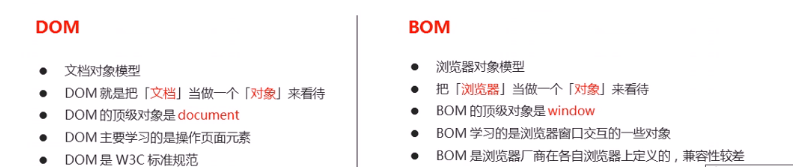 DOM
文档对象模型
DOM 就是把「文档」当做一个「对象」来看待
DOM 的顶级对象是 document
DOM 主要学习的是操作页面元素
DOM 是 W3C 标准规范
BOM
浏览器对象模型
把「浏览器」当做一个「对象」来看待
BOM 的顶级对象是 window
BOM 学习的是浏览器窗口交互的一些对象
BOM 是浏览器厂商在各自浏览器上定义的，兼容性较差